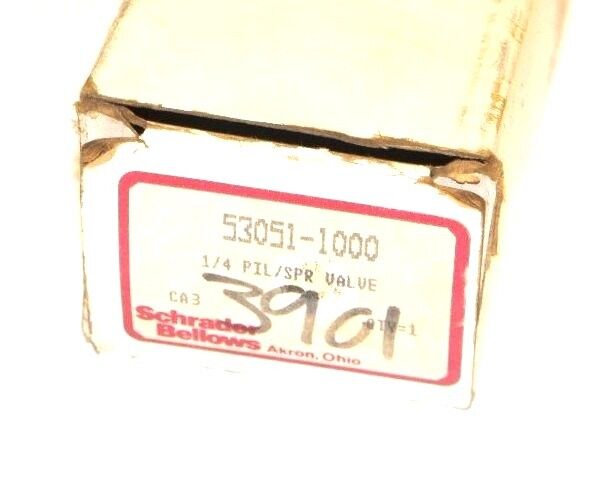 53051-1000
1/4 PIL/SPR VALVE
CA3 QTY=1
3901
Schrader
Bellows Akron, Ohio